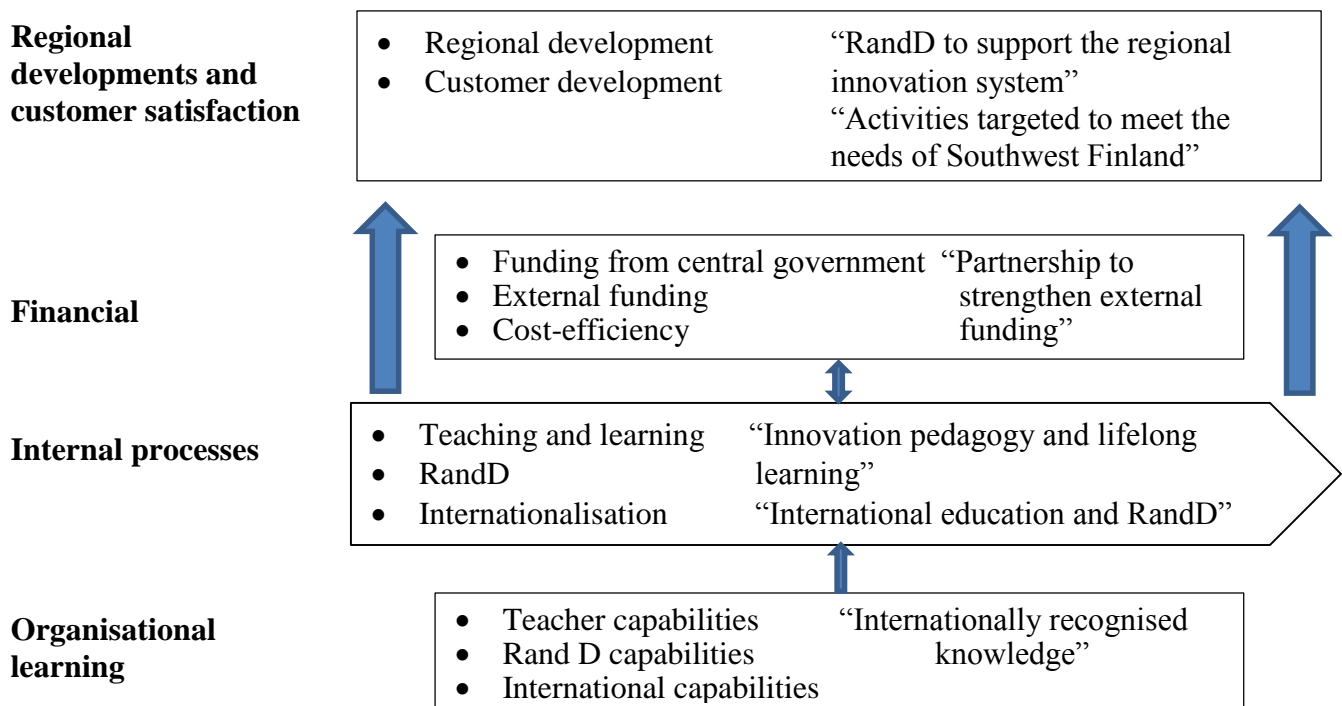 Regional
developments and
customer satisfaction
• Regional development
• Customer development
“RandD to support the regional
innovation system”
“Activities targeted to meet the
needs of Southwest Finland”
Financial
• Funding from central government
• External funding
• Cost-efficiency
“Partnership to
strengthen external
funding”
Internal processes
• Teaching and learning
• RandD
• Internationalisation
“Innovation pedagogy and lifelong
learning”
“International education and RandD”
Organisational
learning
• Teacher capabilities
• Rand D capabilities
• International capabilities
“Internationally recognised
knowledge”